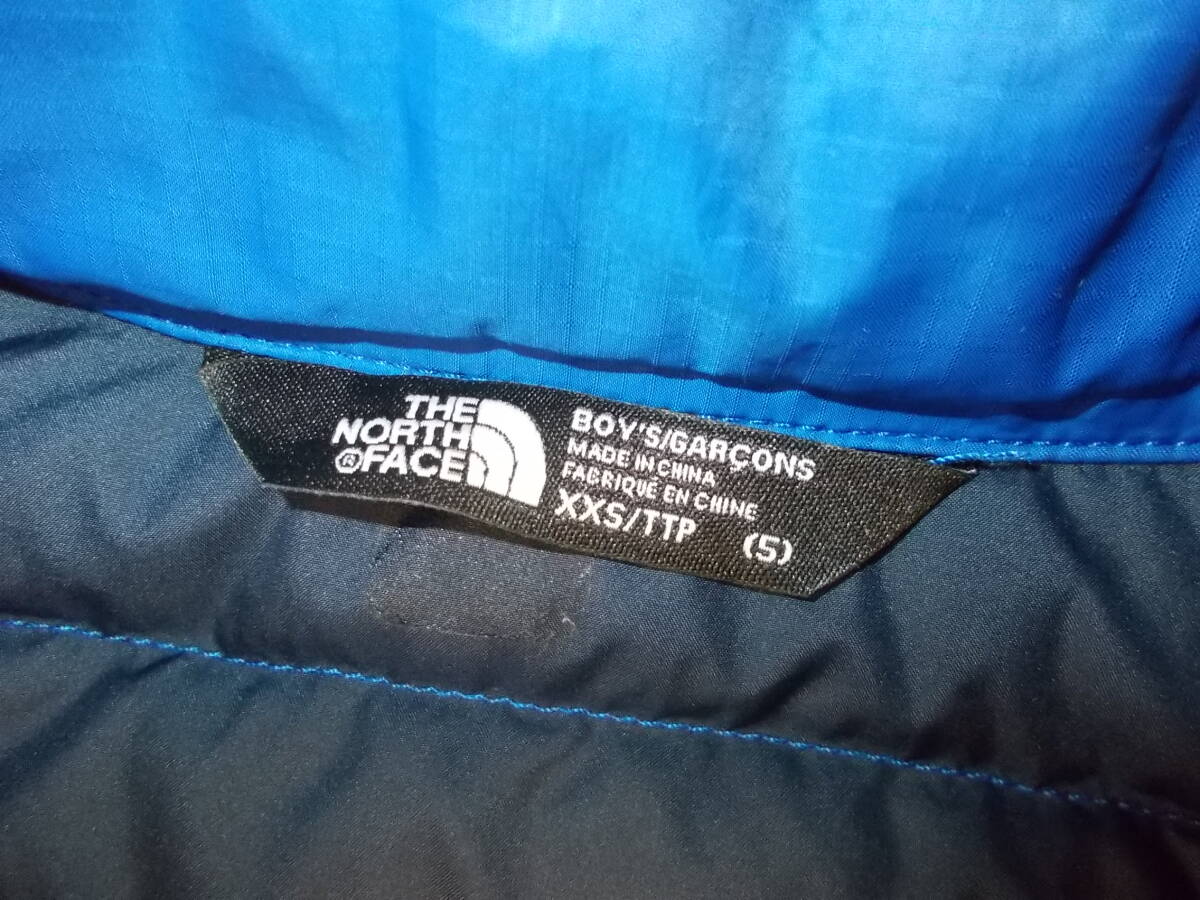 THE
NORTH
®FACE
BOY'S/GARÇONS
MADE IN CHINA
FABRIQUÉ EN CHINE
XXS/TTP (5)